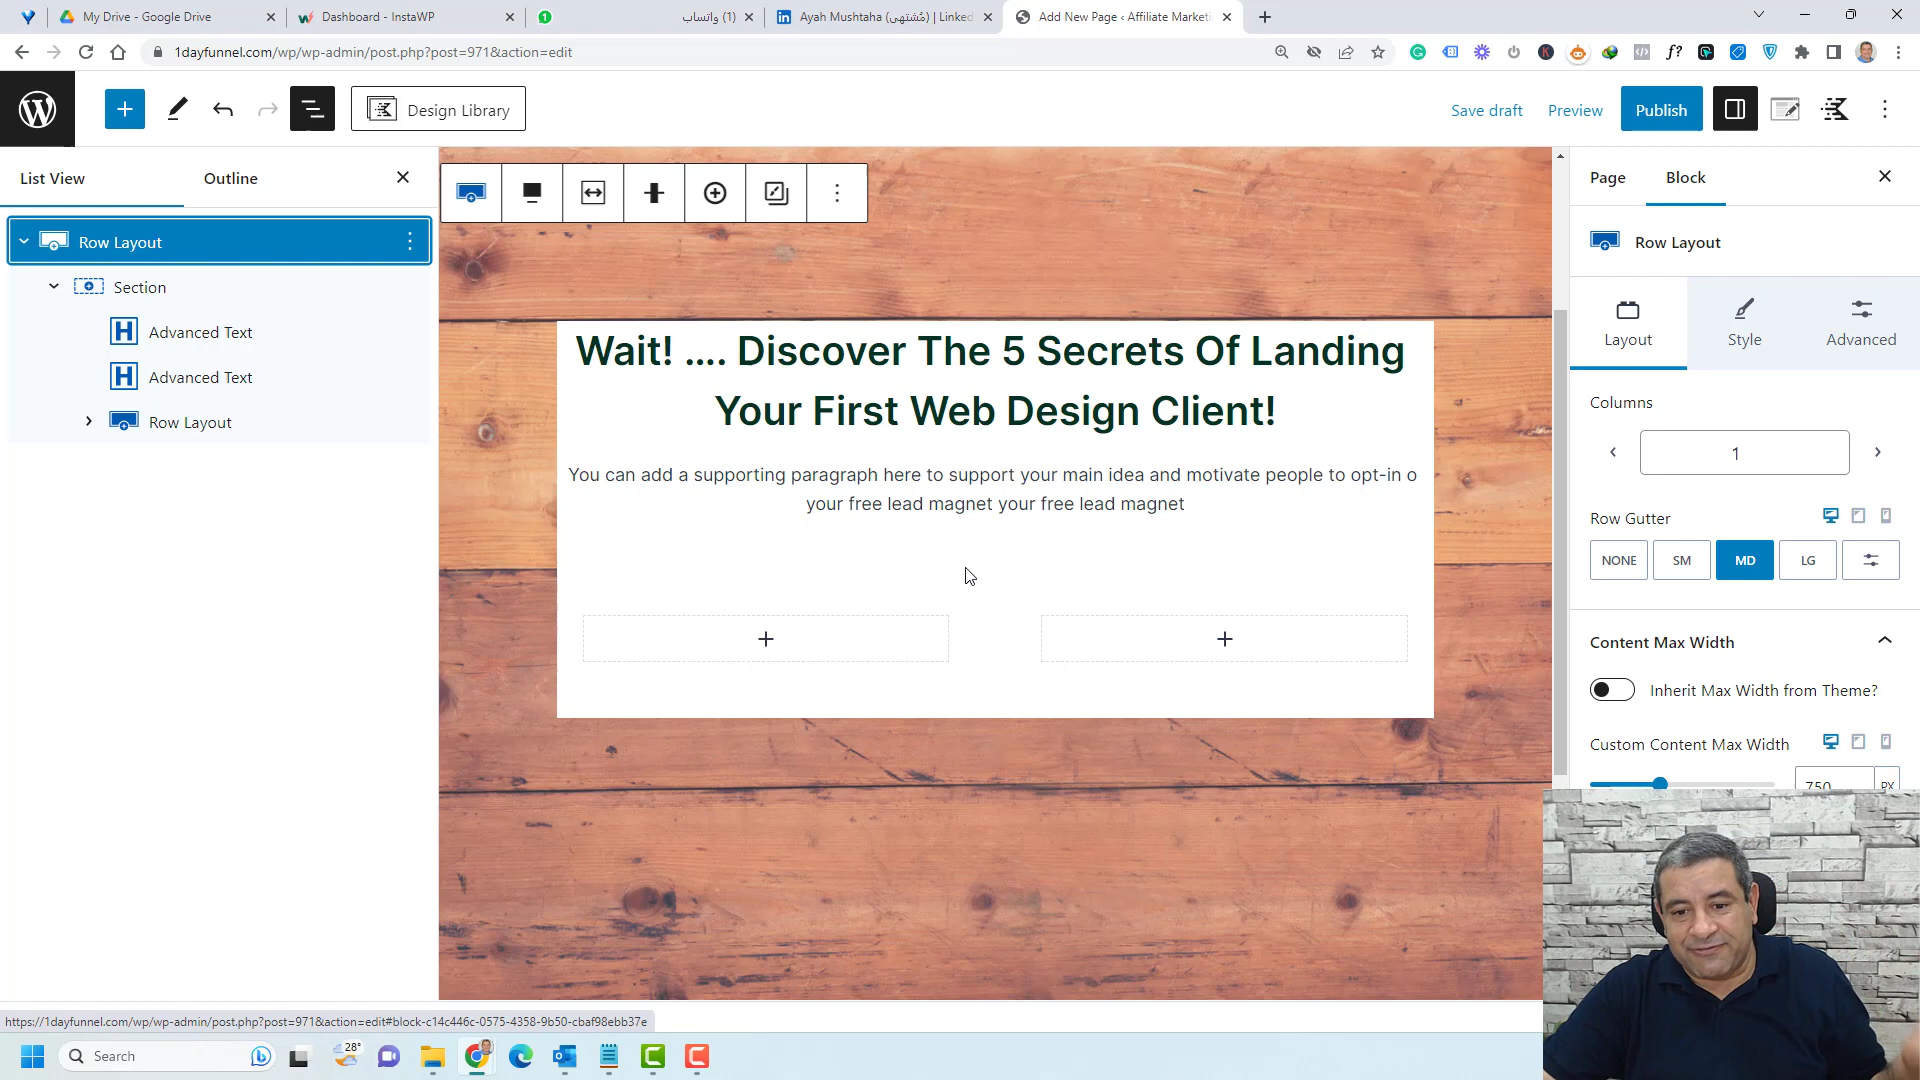 My Drive - Google Drive
Dashboard - InstaWP
(1) واتساب
Ayah Mushtaha (مُشتهى) | Linked
Add New Page ‹ Affiliate Marketi
1dayfunnel.com/wp/wp-admin/post.php?post=971&action=edit
Design Library
Save draft
Preview
Publish
List View
Outline
Page
Block
Row Layout
Section
Advanced Text
Advanced Text
Row Layout
Wait! .... Discover The 5 Secrets Of Landing
Your First Web Design Client!
You can add a supporting paragraph here to support your main idea and motivate people to opt-in o
your free lead magnet your free lead magnet
Row Layout
Layout
Style
Advanced
Columns
1
Row Gutter
NONE
SM
MD
LG
Content Max Width
Inherit Max Width from Theme?
Custom Content Max Width
750
PX
https://1dayfunnel.com/wp/wp-admin/post.php?post=971&action=edit#block-c14c446c-0575-4358-9b50-cbaf98ebb37e
Search
28°